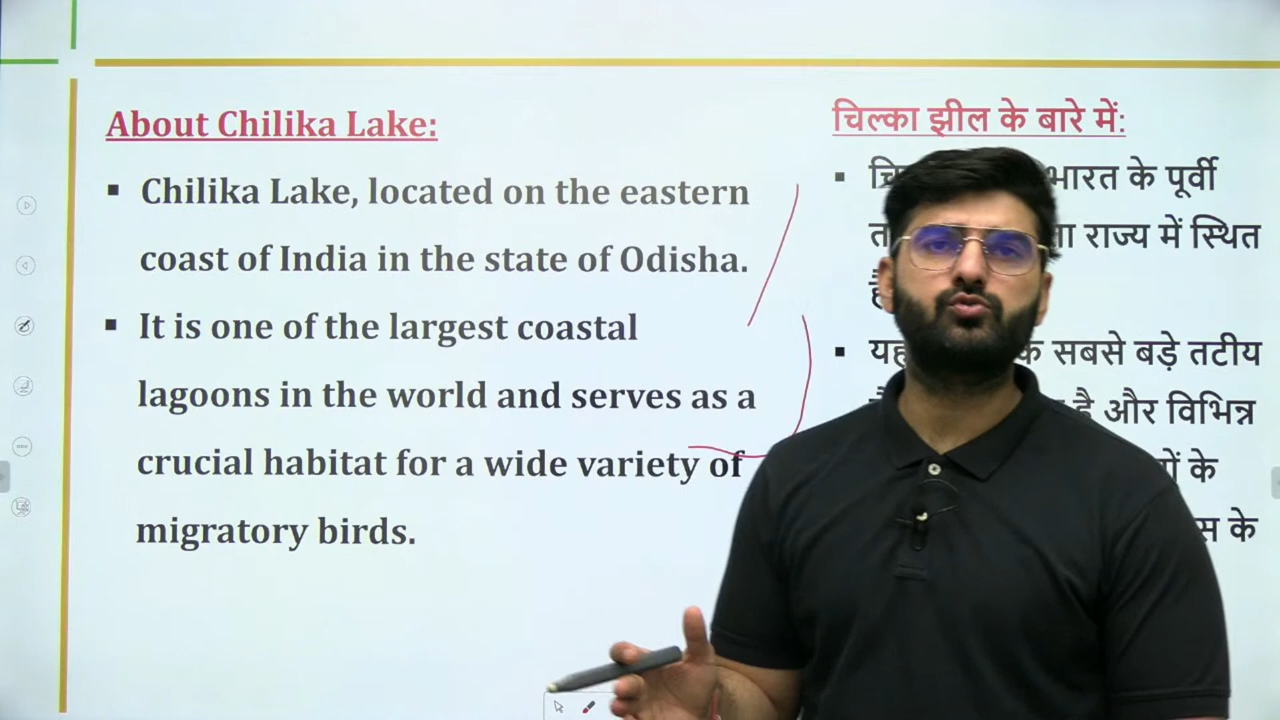 About Chilika Lake:
▪ Chilika Lake, located on the eastern
coast of India in the state of Odisha.
▪ It is one of the largest coastal
lagoons in the world and serves as a
crucial habitat for a wide variety of
migratory birds.
चिल्का झील के बारे में:
▪ भारत के पूर्वी
राज्य में स्थित
▪ सबसे बड़े तटीय
है और विभिन्न
के
के